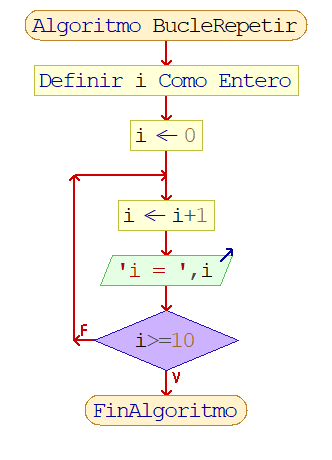 Algoritmo BucleRepetir
Definir i Como Entero
i ← 0
i ← i+1
'i = ',i
i>=10
F
V
FinAlgoritmo